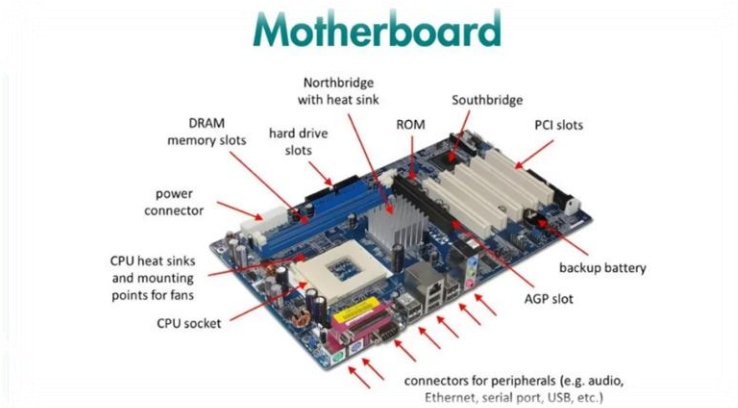 Motherboard
Northbridge
with heat sink
Southbridge
DRAM
memory slots
hard drive
slots
ROM
PCI slots
power
connector
CPU heat sinks
and mounting
points for fans
backup battery
AGP slot
CPU socket
connectors for peripherals (e.g. audio,
Ethernet, serial port, USB, etc.)